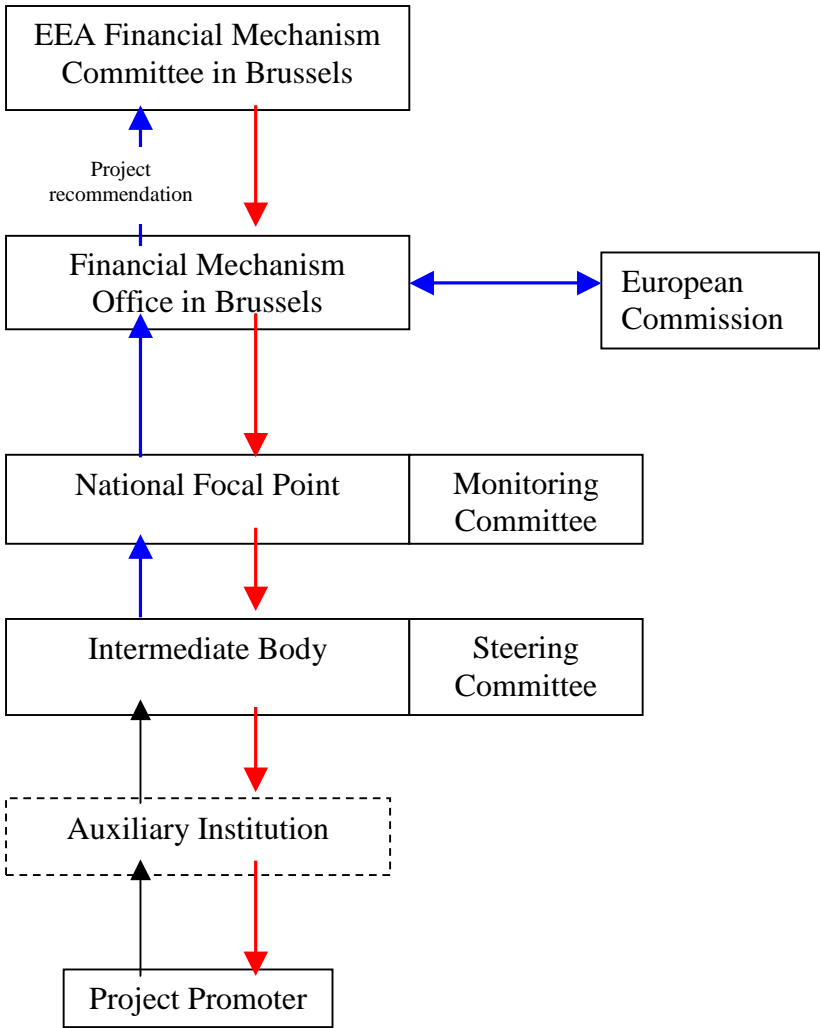 EEA Financial Mechanism
Committee in Brussels
Project
recommendation
Financial Mechanism
Office in Brussels
European
Commission
National Focal Point
Monitoring
Committee
Intermediate Body
Steering
Committee
Auxiliary Institution
Project Promoter